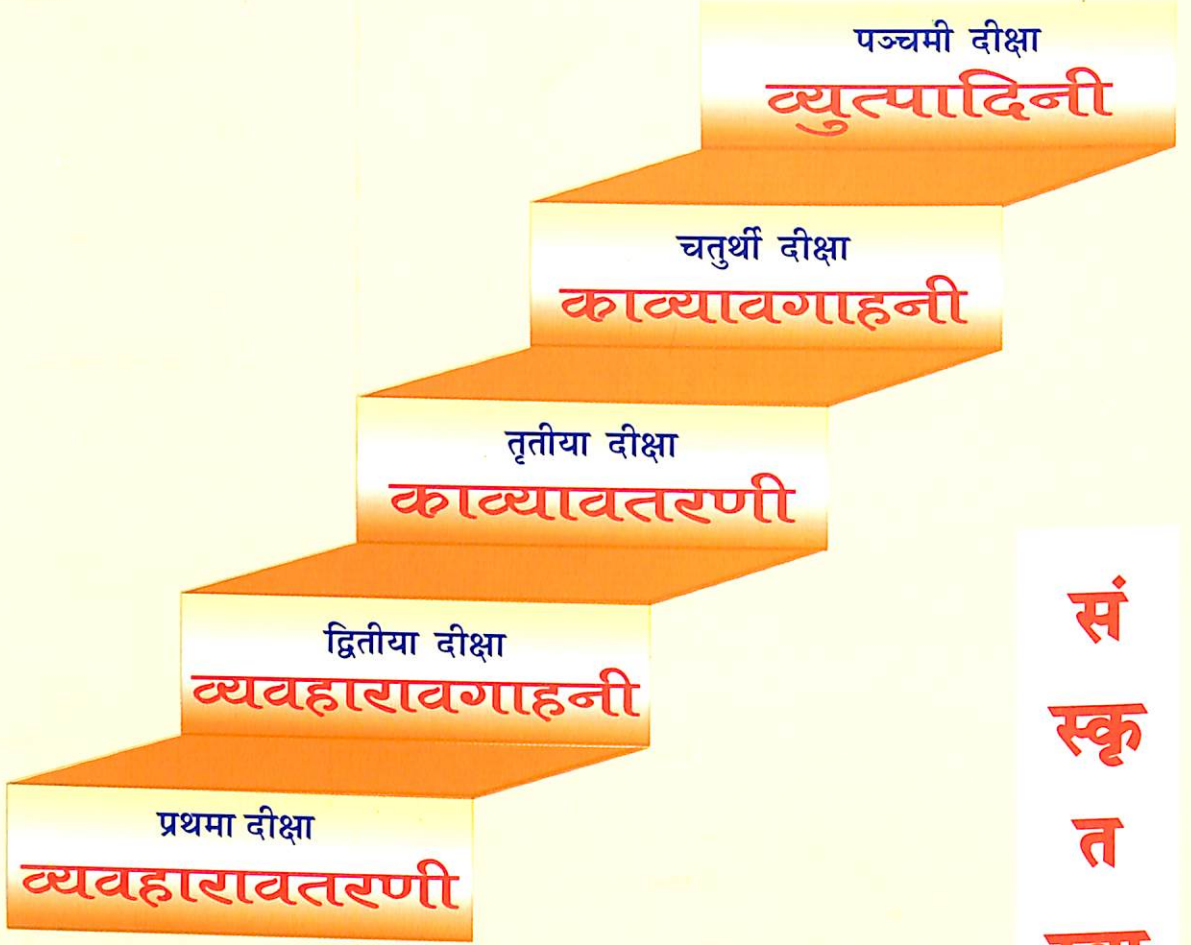 पञ्चमी दीक्षा
व्युत्पादिनी
चतुर्थी दीक्षा
काव्यावगाहनी
तृतीया दीक्षा
काव्यावतरणी
द्वितीया दीक्षा
व्यवहारावगाहनी
प्रथमा दीक्षा
व्यवहारावतरणी
सं
स्कृ
त